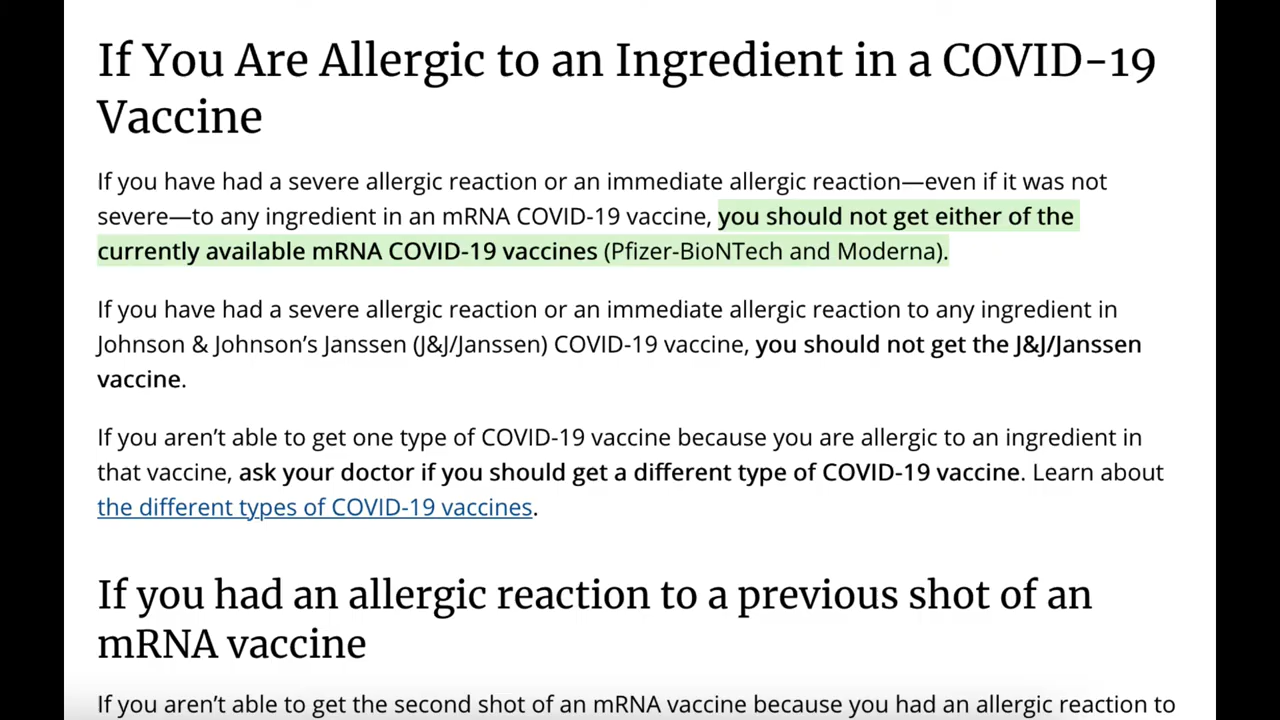 If You Are Allergic to an Ingredient in a COVID-19
Vaccine
If you have had a severe allergic reaction or an immediate allergic reaction—even if it was not
severe—to any ingredient in an mRNA COVID-19 vaccine, you should not get either of the
currently available mRNA COVID-19 vaccines (Pfizer-BioNTech and Moderna).
If you have had a severe allergic reaction or an immediate allergic reaction to any ingredient in
Johnson & Johnson’s Janssen (J&J/Janssen) COVID-19 vaccine, you should not get the J&J/Janssen
vaccine.
If you aren’t able to get one type of COVID-19 vaccine because you are allergic to an ingredient in
that vaccine, ask your doctor if you should get a different type of COVID-19 vaccine. Learn about
the different types of COVID-19 vaccines.
If you had an allergic reaction to a previous shot of an
mRNA vaccine
If you aren’t able to get the second shot of an mRNA vaccine because you had an allergic reaction to